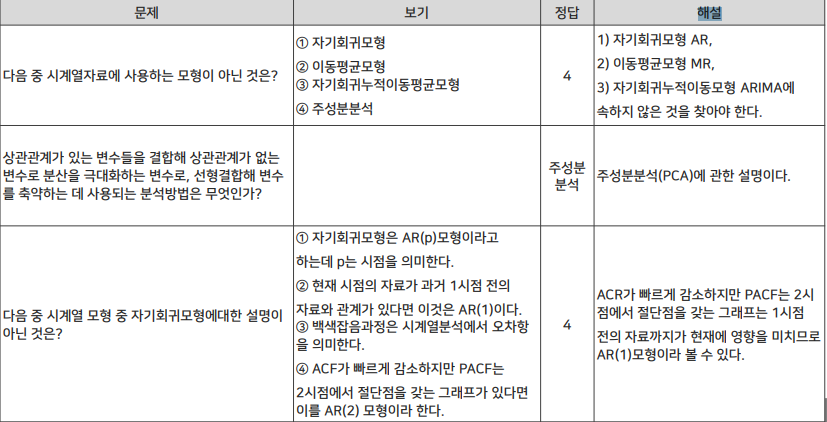 문제 보기 정답 해설
다음 중 시계열자료에 사용하는 모형이 아닌 것은?
① 자기회귀모형
② 이동평균모형
③ 자기회귀누적이동평균모형
④ 주성분분석
4
1) 자기회귀모형 AR,
2) 이동평균모형 MR,
3) 자기회귀누적이동모형 ARIMA에
속하지 않은 것을 찾아야 한다.
상관관계가 있는 변수들을 결합해 상관관계가 없는
변수로 분산을 극대화하는 변수로, 선형결합해 변수
를 축약하는 데 사용되는 분석방법은 무엇인가?
주성분
분석
주성분분석(PCA)에 관한 설명이다.
다음 중 시계열 모형 중 자기회귀모형에대한 설명이
아닌 것은?
① 자기회귀모형은 AR(p)모형이라고
하는데 p는 시점을 의미한다.
② 현재 시점의 자료가 과거 1시점 전의
자료와 관계가 있다면 이것은 AR(1)이다.
③ 백색잡음과정은 시계열분석에서 오차항
을 의미한다.
④ ACF가 빠르게 감소하지만 PACF는
2시점에서 절단점을 갖는 그래프가 있다면
이를 AR(2) 모형이라 한다.
4
ACR가 빠르게 감소하지만 PACF는 2시
점에서 절단점을 갖는 그래프는 1시점
전의 자료까지가 현재에 영향을 미치므로
AR(1)모형이라 볼 수 있다.